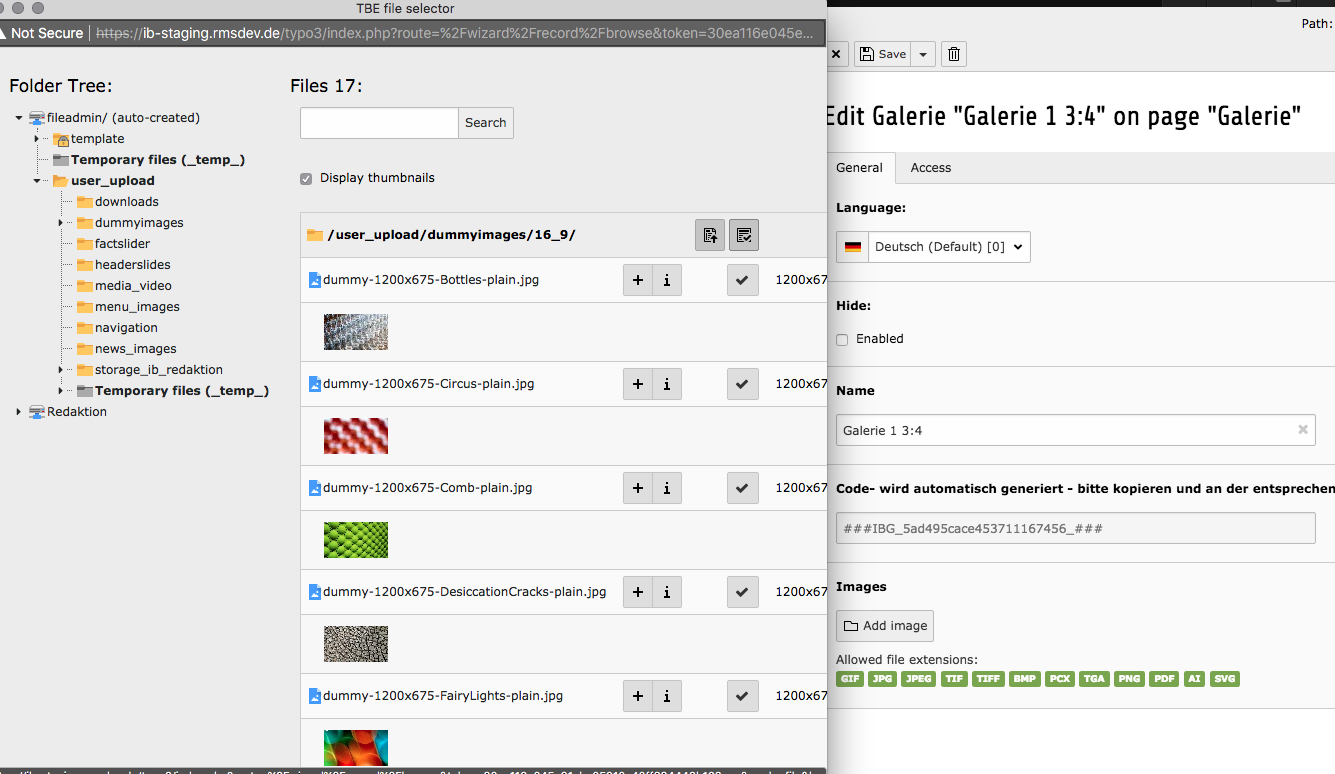 TBE file selector
Not Secure | https://ib-staging.rmsdev.de/typo3/index.php?route=%2Fwizard%2Frecord%2Fbrowse&token=30ea116e045e...
Folder Tree:
fileadmin/ (auto-created)
template
Temporary files (_temp_)
user_upload
downloads
dummyimages
factslider
headerslides
media_video
menu_images
navigation
news_images
storage_ib_redaktion
Temporary files (_temp_)
Redaktion
Files 17:
Search
Display thumbnails
/user_upload/dummyimages/16_9/
dummy-1200x675-Bottles-plain.jpg 1200x67
dummy-1200x675-Circus-plain.jpg 1200x67
dummy-1200x675-Comb-plain.jpg 1200x67
dummy-1200x675-DesiccationCracks-plain.jpg 1200x67
dummy-1200x675-FairyLights-plain.jpg 1200x67
Path:
Save
Edit Galerie "Galerie 1 3:4" on page "Galerie"
General Access
Language:
Deutsch (Default) [0]
Hide:
Enabled
Name
Galerie 1 3:4
Code- wird automatisch generiert - bitte kopieren und an der entsprechen
###IBG_5ad495cace453711167456_###
Images
Add image
Allowed file extensions:
GIF JPG JPEG TIF TIFF BMP PCX TGA PNG PDF AI SVG